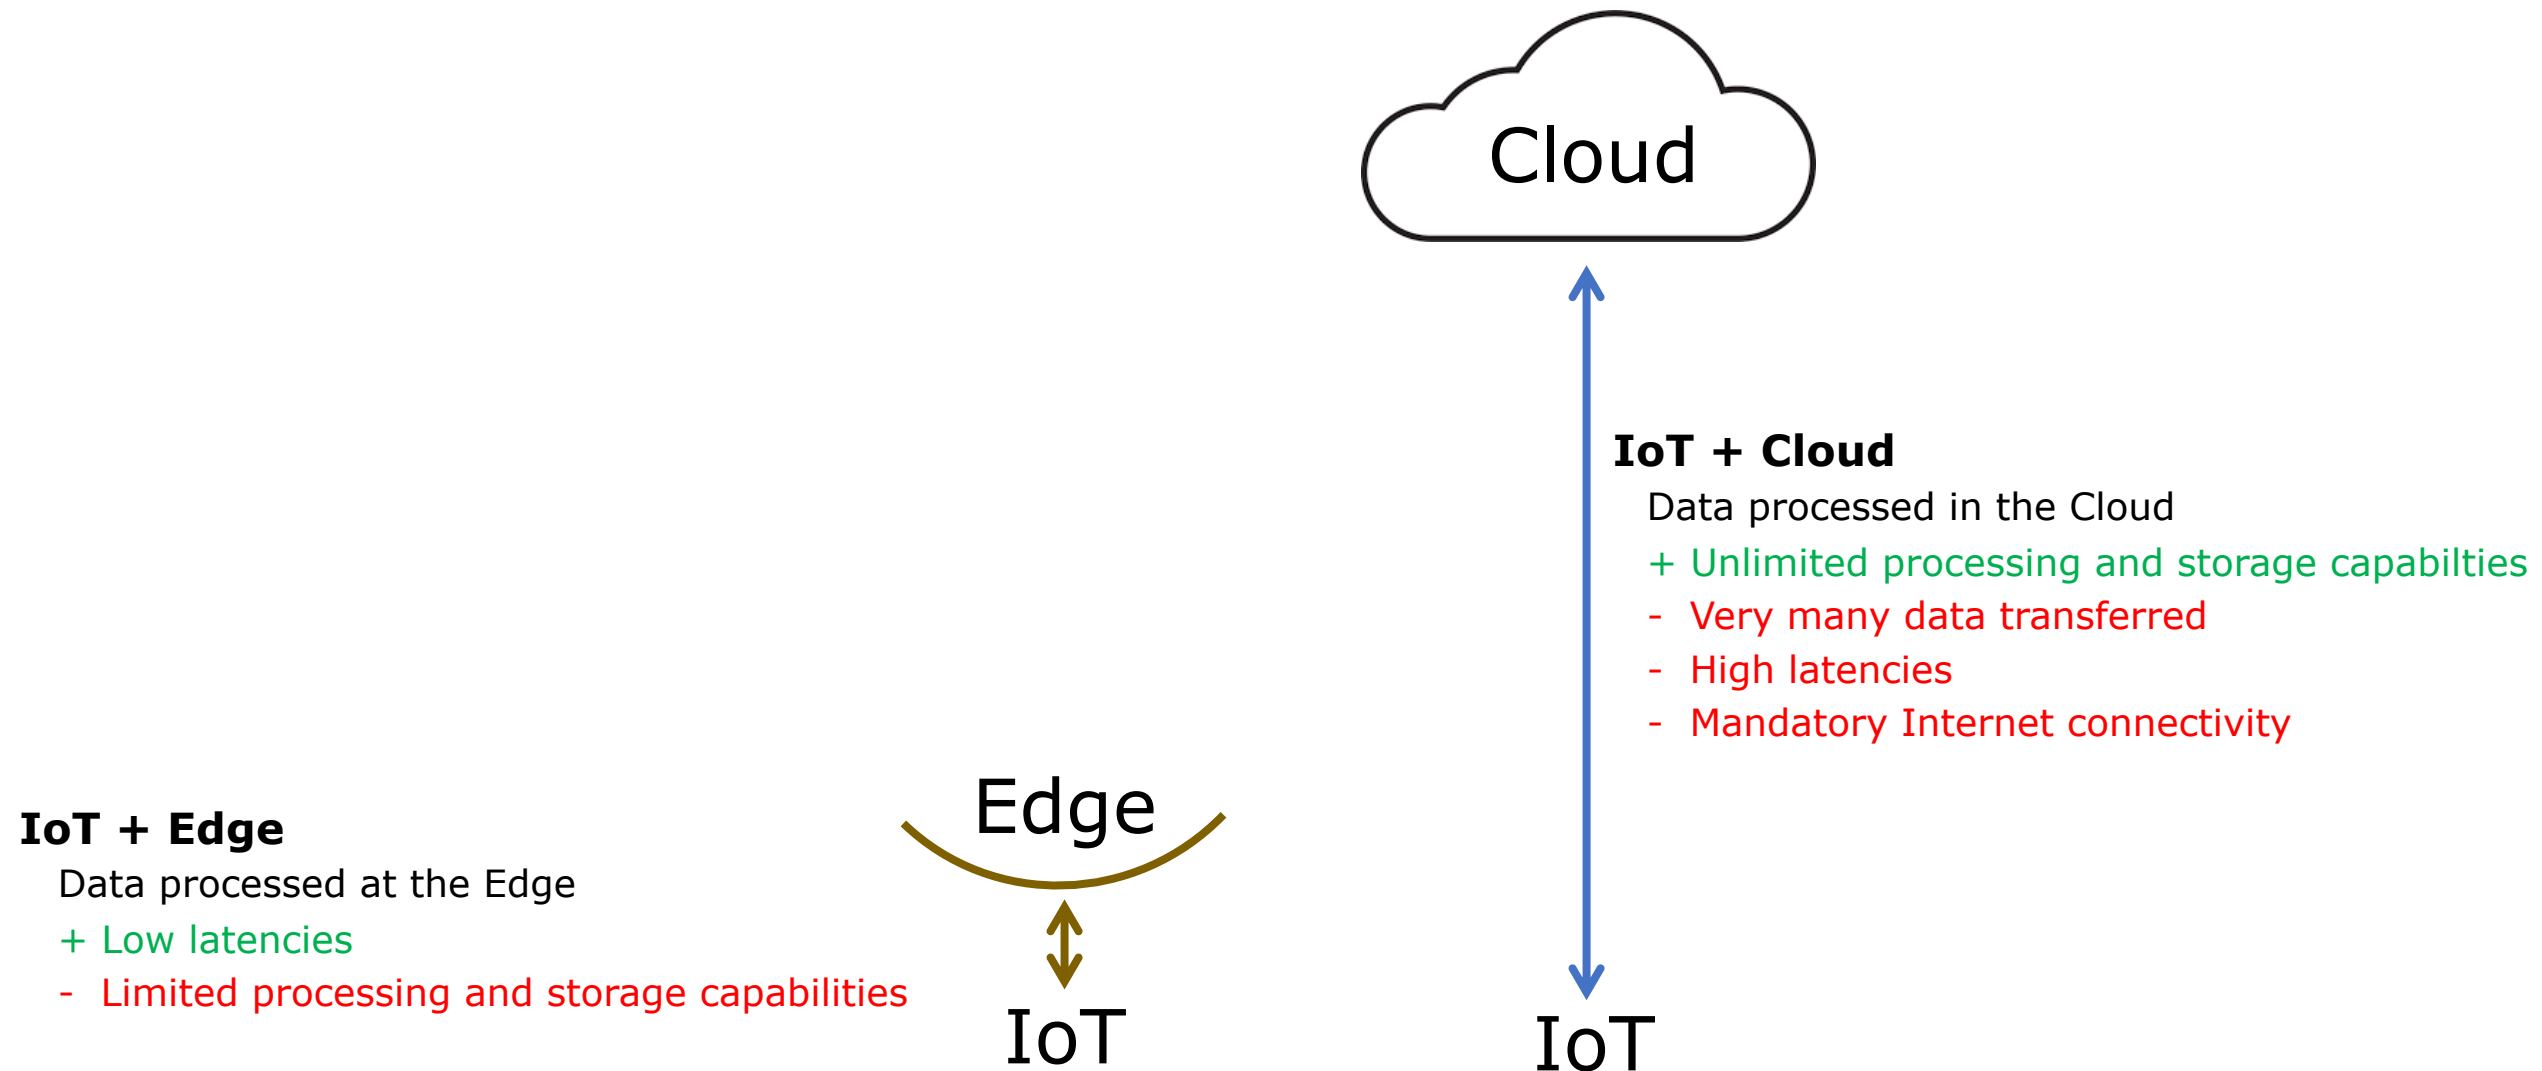 Cloud
IoT + Cloud
Data processed in the Cloud
+ Unlimited processing and storage capabilties
- Very many data transferred
- High latencies
- Mandatory Internet connectivity
Edge
IoT + Edge
Data processed at the Edge
+ Low latencies
- Limited processing and storage capabilities
IoT
IoT